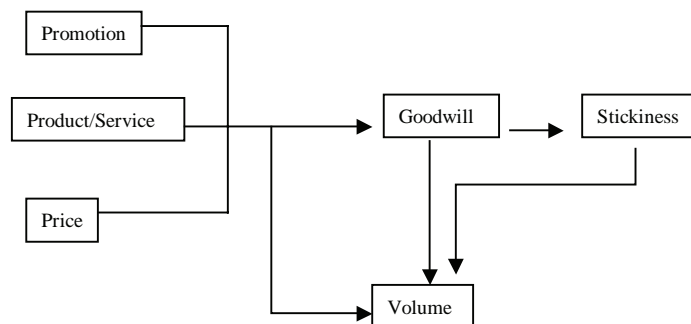 Promotion
Product/Service
Goodwill
Stickiness
Price
Volume